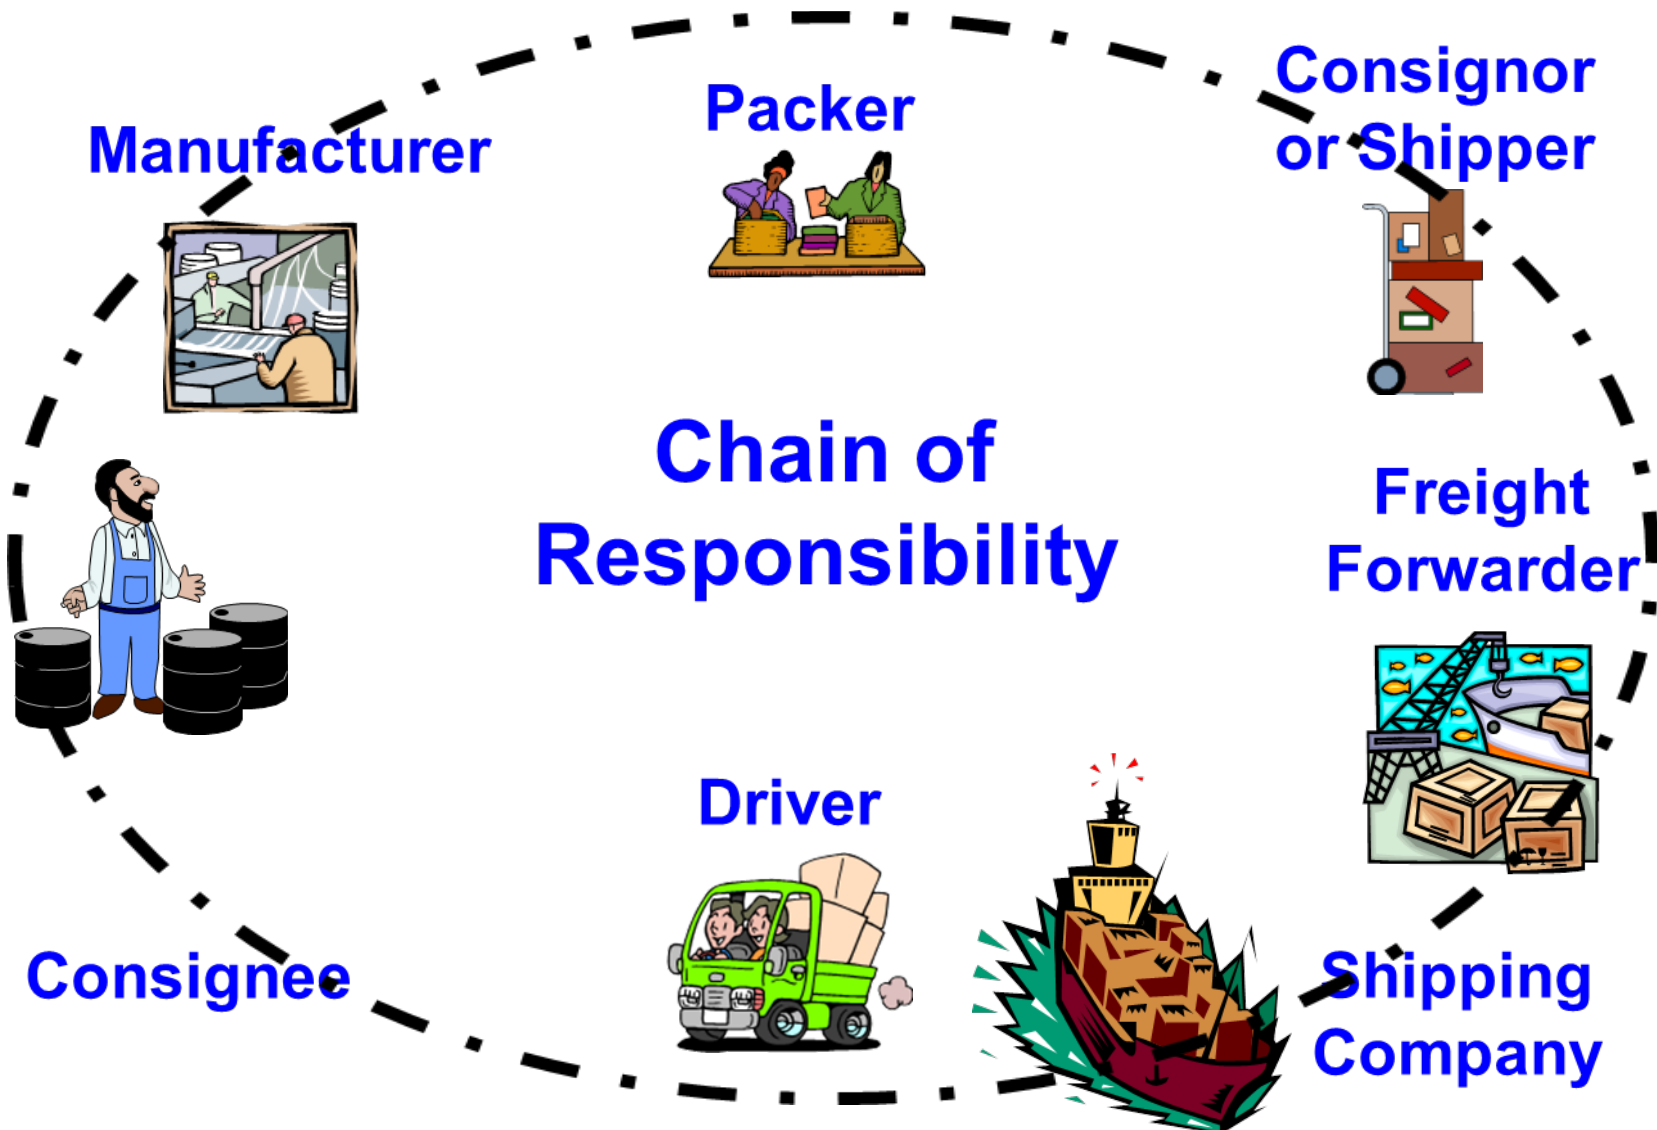 Manufacturer
Packer
Consignor
or Shipper
Chain of
Responsibility
Freight
Forwarder
Driver
Consignee
Shipping
Company